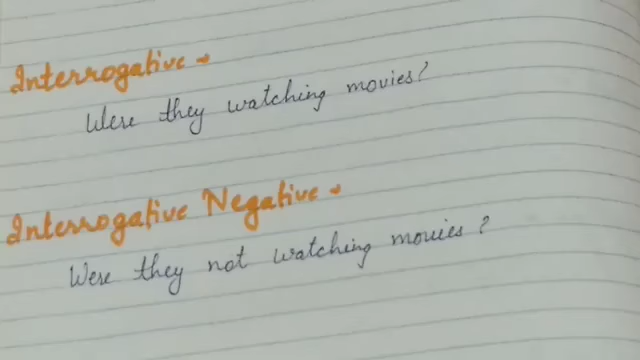 Interrogative →
Were they watching movies?
Interrogative Negative →
Were they not watching movies?